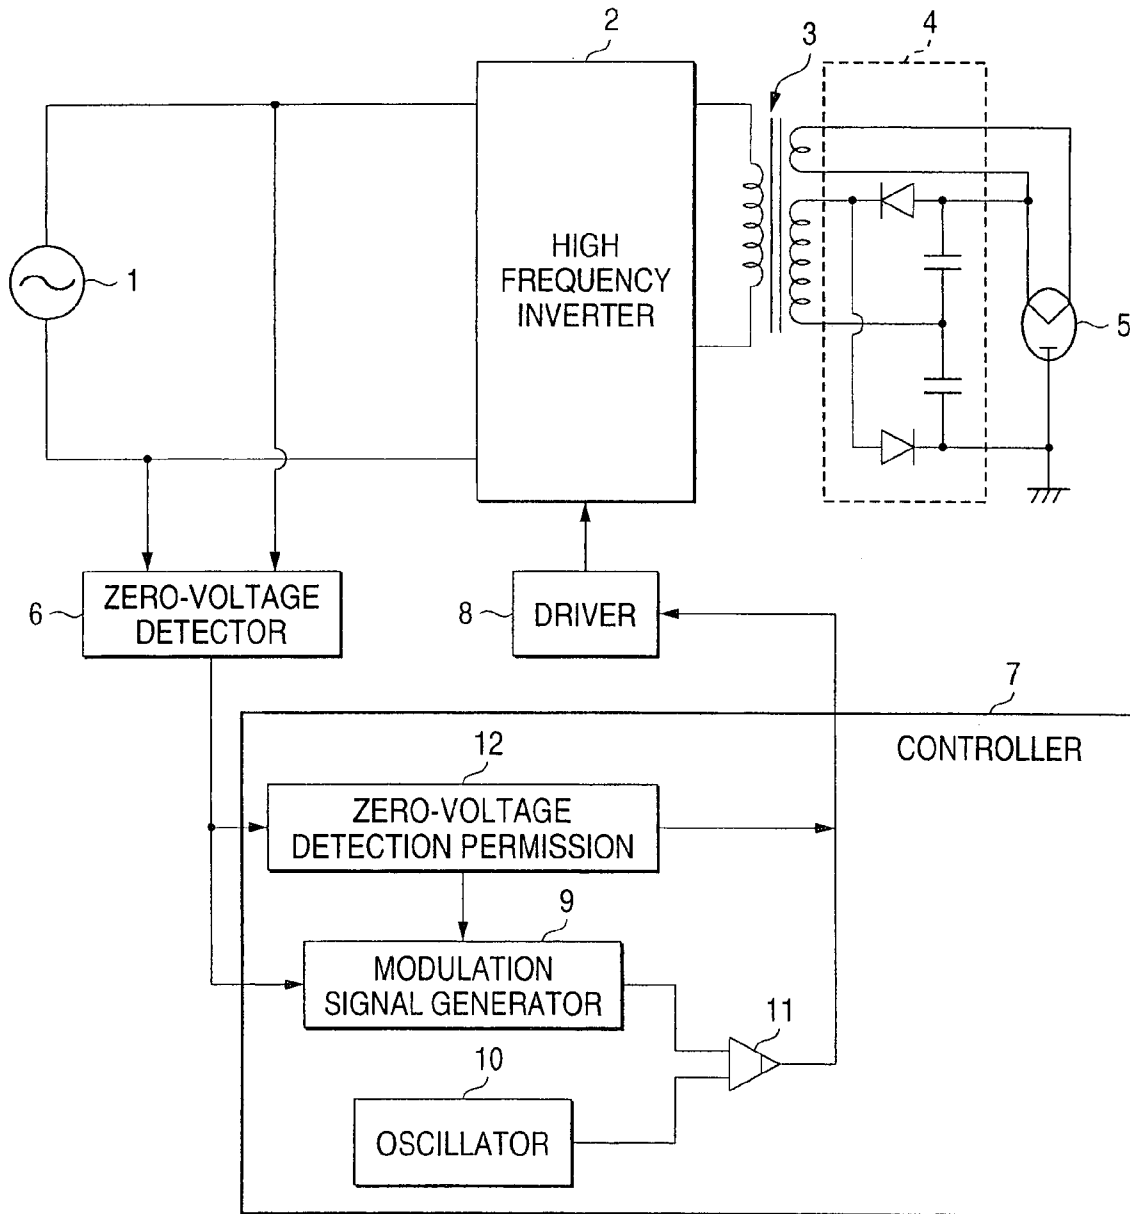 2
3
4
HIGH
FREQUENCY
INVERTER
1
5
6
ZERO-VOLTAGE
DETECTOR
8
DRIVER
7
CONTROLLER
12
ZERO-VOLTAGE
DETECTION PERMISSION
9
MODULATION
SIGNAL GENERATOR
11
10
OSCILLATOR